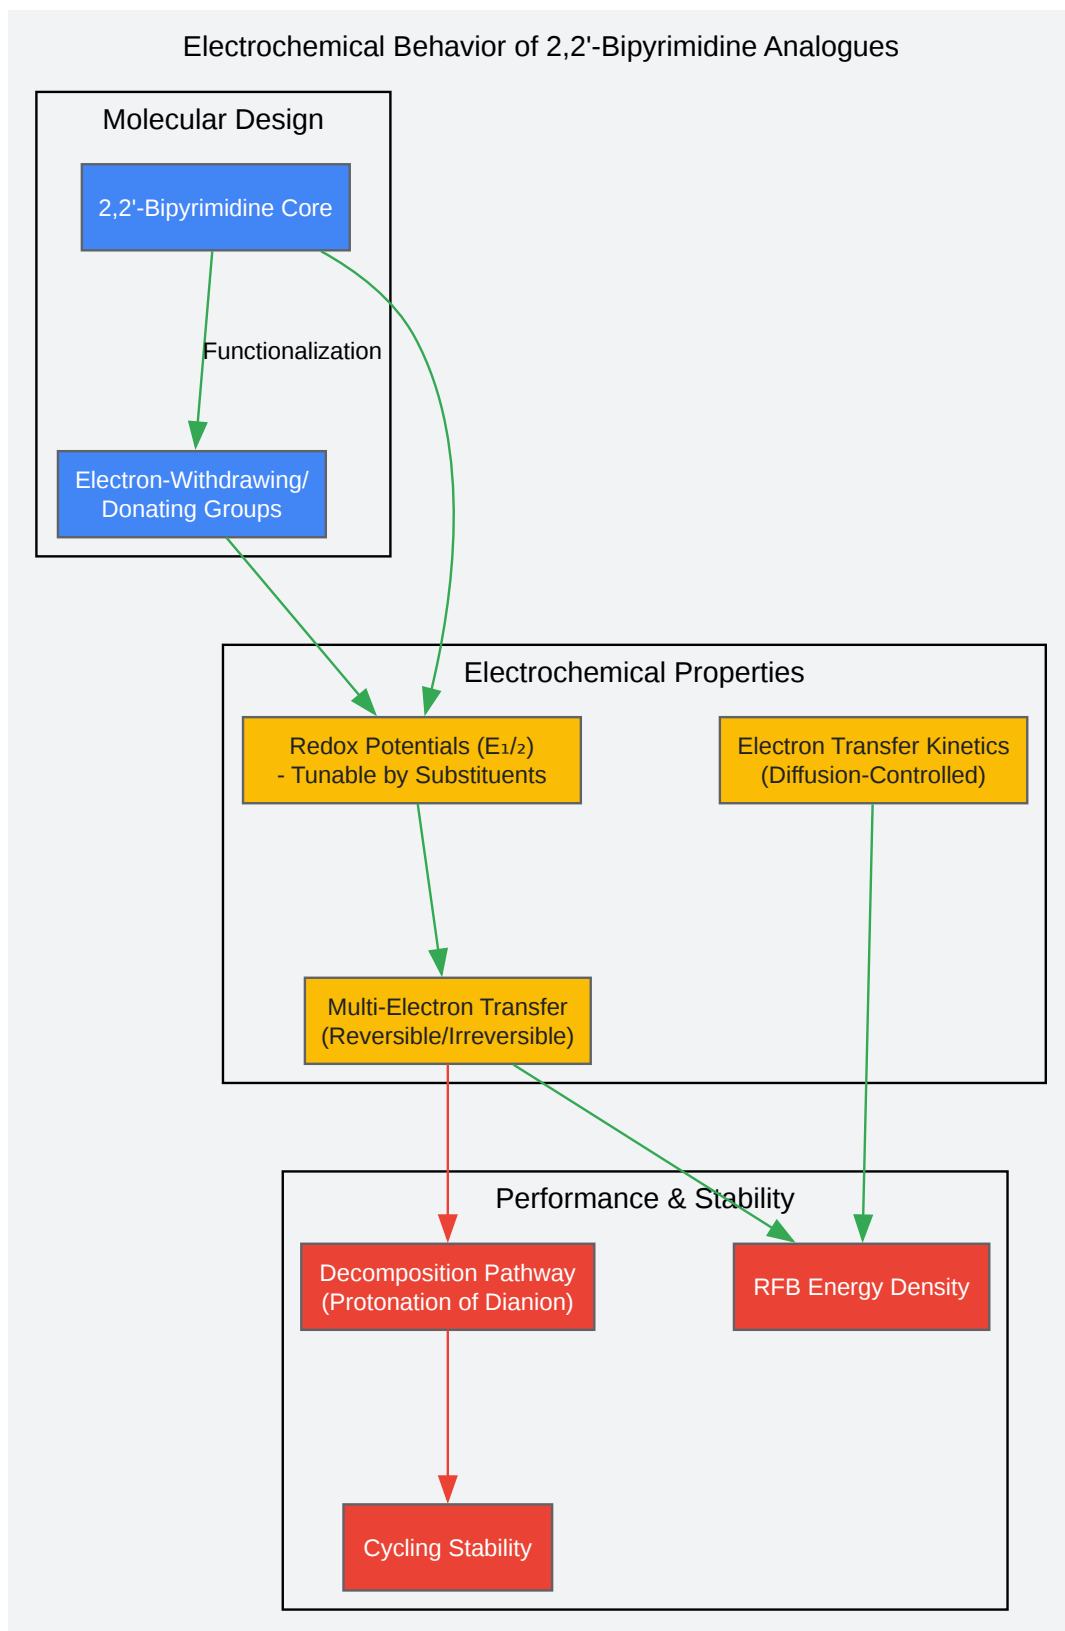 Electrochemical Behavior of 2,2'-Bipyrimidine Analogues
Molecular Design
2,2'-Bipyrimidine Core
Functionalization
Electron-Withdrawing/
Donating Groups
Electrochemical Properties
Redox Potentials (E₁/₂)
- Tunable by Substituents
Electron Transfer Kinetics
(Diffusion-Controlled)
Multi-Electron Transfer
(Reversible/Irreversible)
Performance & Stability
Decomposition Pathway
(Protonation of Dianion)
RFB Energy Density
Cycling Stability